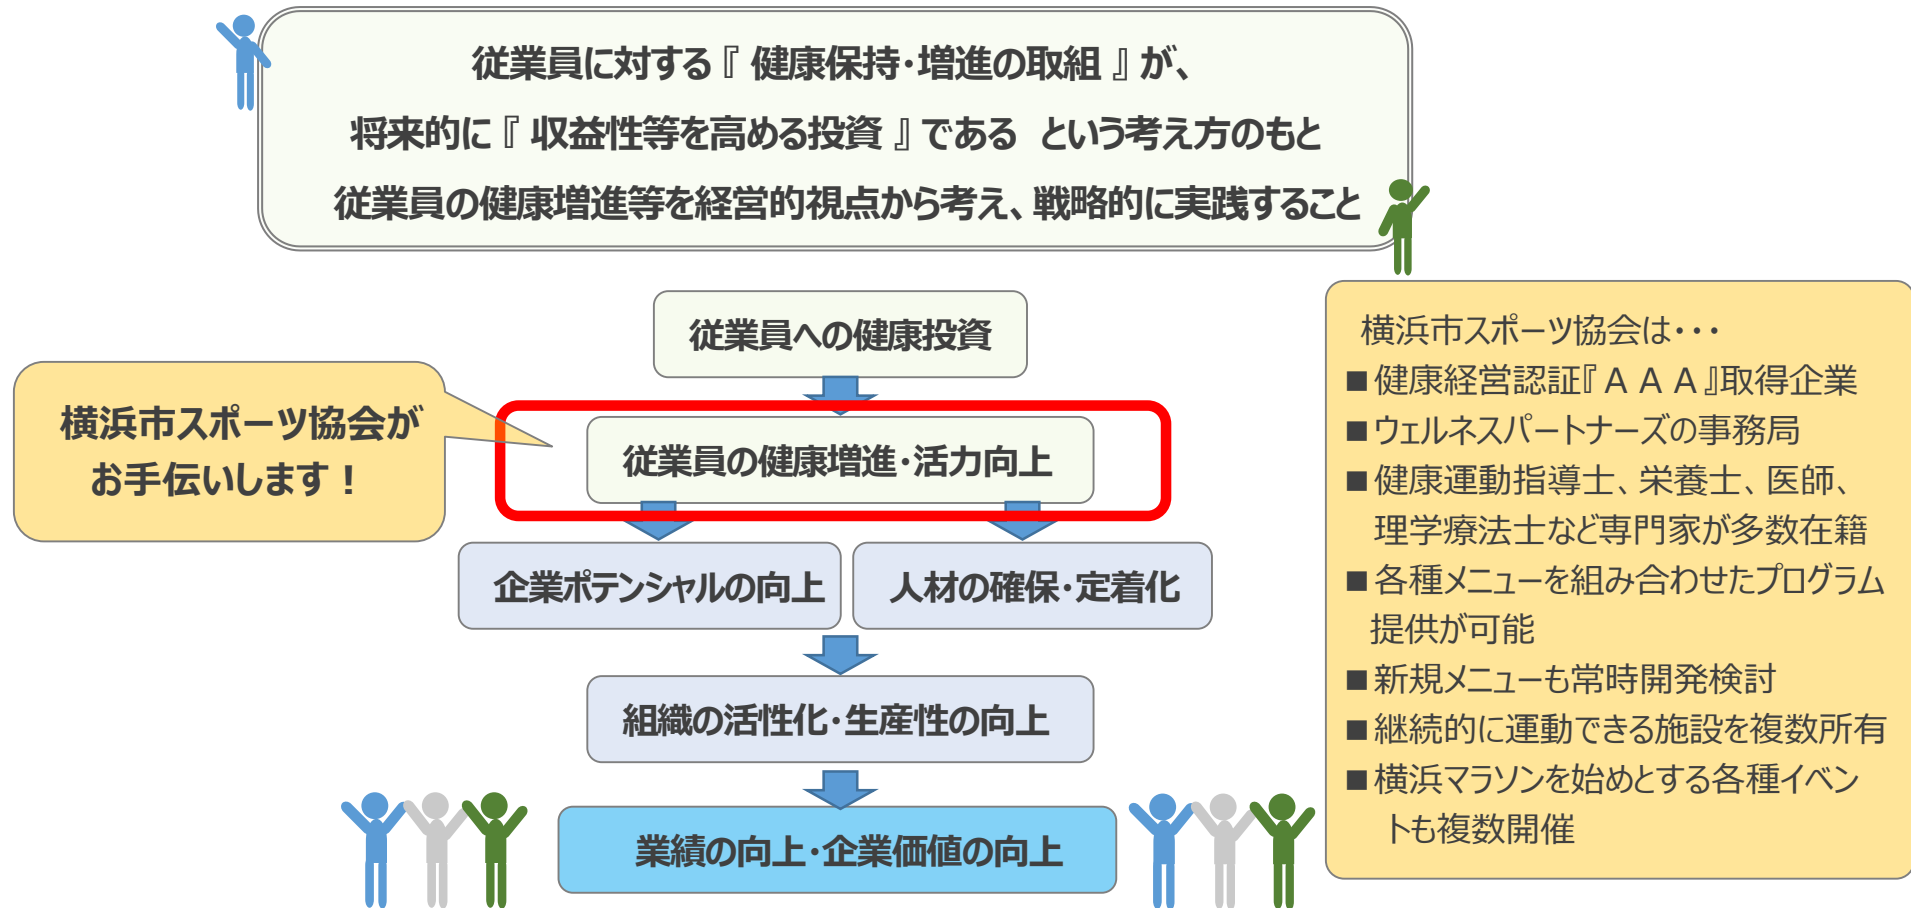 従業員に対する『 健康保持・増進の取組 』が、
将来的に『 収益性等を高める投資 』である という考え方のもと
従業員の健康増進等を経営的視点から考え、戦略的に実践すること
従業員への健康投資
横浜市スポーツ協会が
お手伝いします！
従業員の健康増進・活力向上
企業ポテンシャルの向上
人材の確保・定着化
組織の活性化・生産性の向上
業績の向上・企業価値の向上
横浜市スポーツ協会は・・・
■健康経営認証『ＡＡＡ』取得企業
■ウェルネスパートナーズの事務局
■健康運動指導士、栄養士、医師、
理学療法士など専門家が多数在籍
■各種メニューを組み合わせたプログラム
提供が可能
■新規メニューも常時開発検討
■継続的に運動できる施設を複数所有
■横浜マラソンを始めとする各種イベン
トも複数開催